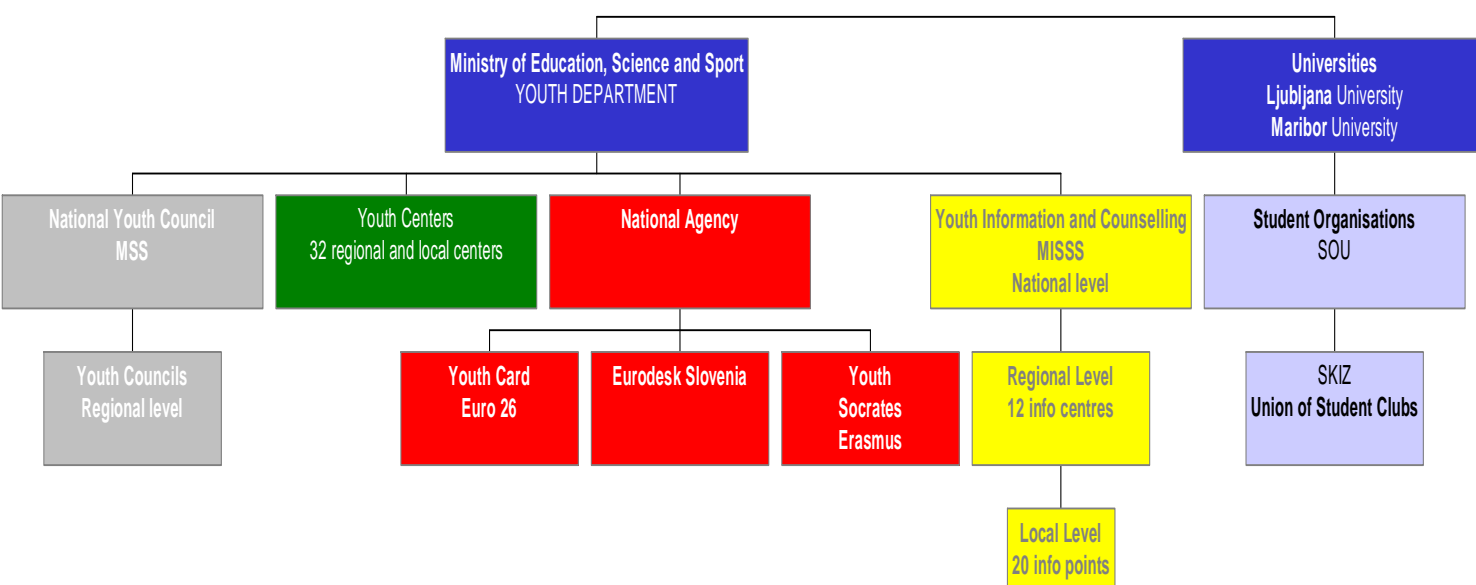 Ministry of Education, Science and Sport
YOUTH DEPARTMENT
Universities
Ljubljana University
Maribor University
National Youth Council
MSS
Youth Centers
32 regional and local centers
National Agency
Youth Information and Counselling
MISSS
National level
Student Organisations
SOU
Youth Councils
Regional level
Youth Card
Euro 26
Eurodesk Slovenia
Youth
Socrates
Erasmus
Regional Level
12 info centres
SKIZ
Union of Student Clubs
Local Level
20 info points